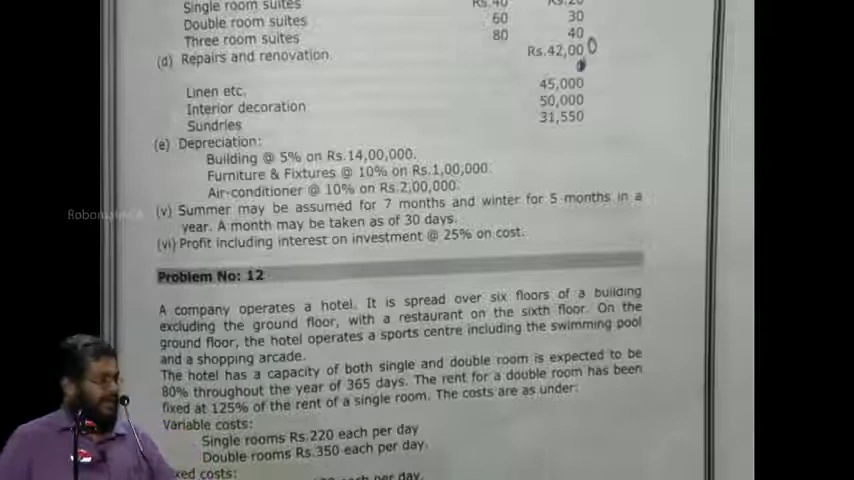 Single room suites Rs.40 Rs.20
Double room suites 60 30
Three room suites 80 40
(d) Repairs and renovation Rs.42,000
Linen etc. 45,000
Interior decoration 50,000
Sundries 31,550
(e) Depreciation:
Building @ 5% on Rs.14,00,000.
Furniture & Fixtures @ 10% on Rs.1,00,000.
Air-conditioner @ 10% on Rs.2,00,000.
(v) Summer may be assumed for 7 months and winter for 5 months in a
year. A month may be taken as of 30 days.
(vi) Profit including interest on investment @ 25% on cost.
Problem No: 12
A company operates a hotel. It is spread over six floors of a building
excluding the ground floor, with a restaurant on the sixth floor. On the
ground floor, the hotel operates a sports centre including the swimming pool
and a shopping arcade.
The hotel has a capacity of both single and double room is expected to be
80% throughout the year of 365 days. The rent for a double room has been
fixed at 125% of the rent of a single room. The costs are as under:
Variable costs:
Single rooms Rs.220 each per day
Double rooms Rs.350 each per day.
xed costs:
each per day.